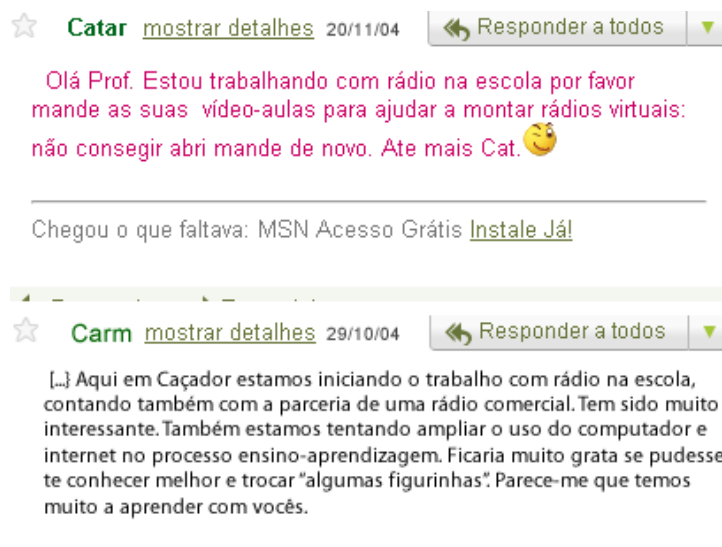 Catar mostrar detalhes 20/11/04 Responder a todos
Olá Prof. Estou trabalhando com rádio na escola por favor
mande as suas vídeo-aulas para ajudar a montar rádios virtuais:
não consegir abri mande de novo. Ate mais Cat.
Chegou o que faltava: MSN Acesso Grátis Instale Já!
Carm mostrar detalhes 29/10/04 Responder a todos
[...} Aqui em Caçador estamos iniciando o trabalho com rádio na escola,
contando também com a parceria de uma rádio comercial. Tem sido muito
interessante. Também estamos tentando ampliar o uso do computador e
internet no processo ensino-aprendizagem. Ficaria muito grata se pudesse
te conhecer melhor e trocar “algumas figurinhas”. Parece-me que temos
muito a aprender com vocês.